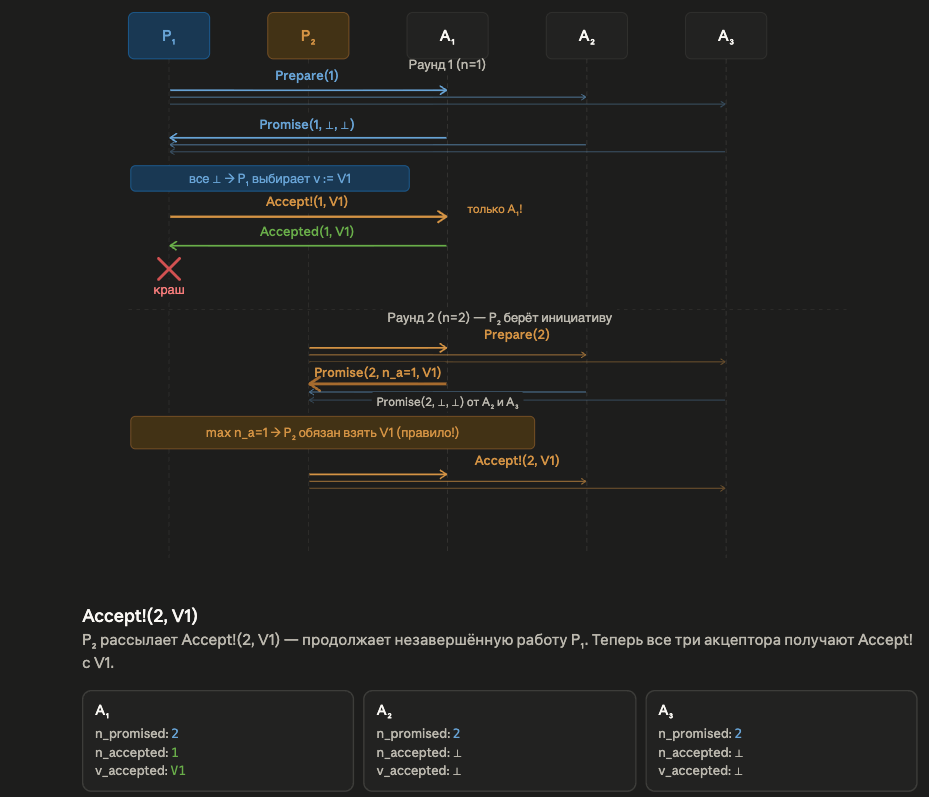 P₁ P₂ A₁ A₂ A₃
Раунд 1 (n=1)
Prepare(1)
Promise(1, ⊥, ⊥)
все ⊥ → P₁ выбирает v := V1
Accept!(1, V1)
только A₁!
Accepted(1, V1)
краш
Раунд 2 (n=2) — P₂ берёт инициативу
Prepare(2)
Promise(2, n_a=1, V1)
Promise(2, ⊥, ⊥) от A₂ и A₃
max n_a=1 → P₂ обязан взять V1 (правило!)
Accept!(2, V1)
Accept!(2, V1)
P₂ рассылает Accept!(2, V1) — продолжает незавершённую работу P₁. Теперь все три акцептора получают Accept!
с V1.
A₁
n_promised: 2
n_accepted: 1
v_accepted: V1
A₂
n_promised: 2
n_accepted: ⊥
v_accepted: ⊥
A₃
n_promised: 2
n_accepted: ⊥
v_accepted: ⊥